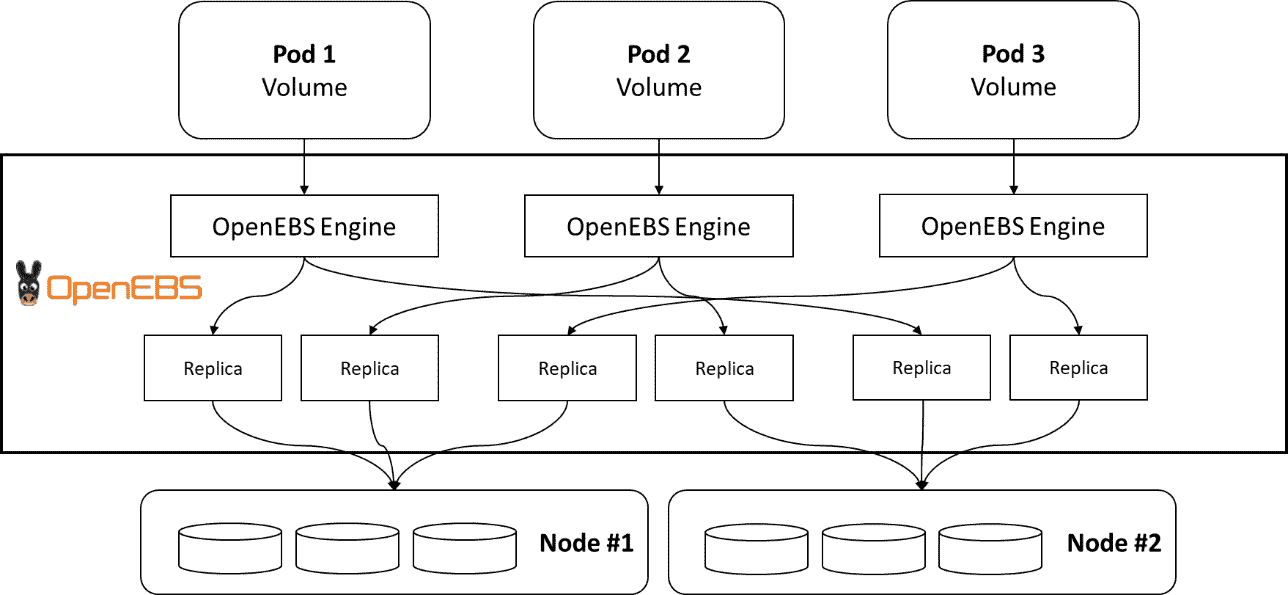 Pod 1
Volume
Pod 2
Volume
Pod 3
Volume
OpenEBS Engine
OpenEBS Engine
OpenEBS Engine
OpenEBS
Replica
Replica
Replica
Replica
Replica
Replica
Node #1
Node #2